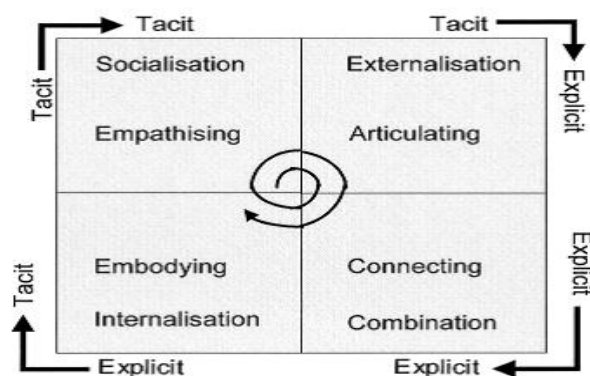 Tacit
Tacit
Tacit
Explicit
Socialisation
Externalisation
Empathising
Articulating
Embodying
Connecting
Internalisation
Combination
Tacit
Explicit
Explicit
Explicit